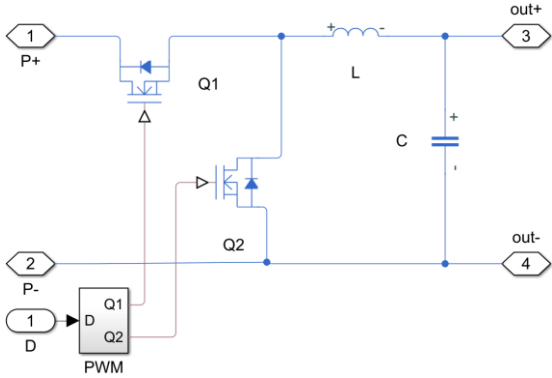 out+
1
+
-
3
P+
L
Q1
+
C
-
Q2
out-
2
4
P-
Q1
1
D
Q2
D
PWM